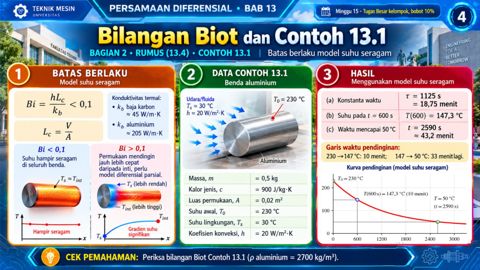 TEKNIK MESIN
UNIVERSITAS
PERSAMAAN DIFERENSIAL • BAB 13
Minggu 15 - Tugas Besar kelompok, bobot 10%
4
Bilangan Biot dan Contoh 13.1
BAGIAN 2 • RUMUS (13.4) • CONTOH 13.1 | Batas berlaku model suhu seragam
1 BATAS BERLAKU
Model suhu seragam
Bi = hL_c / k_b < 0,1
L_c = V / A
Konduktivitas termal:
• k_b baja karbon
≈ 45 W/m·K
• k_b aluminium
≈ 205 W/m·K
Bi < 0,1
Suhu hampir seragam
di seluruh benda.
Bi > 0,1
Permukaan mendingin
jauh lebih cepat
daripada inti, perlu
model diferensial parsial.
Hampir seragam
(lebih rendah)
(lebih tinggi)
Gradien suhu
signifikan
2 DATA CONTOH 13.1
Benda aluminium
Udara/fluida
T_s = 30 °C
h = 20 W/m²·K
T_0 = 230 °C
Aluminium
Massa, m = 0,5 kg
Kalor jenis, c = 900 J/kg·K
Luas permukaan, A = 0,02 m²
Suhu awal, T_0 = 230 °C
Suhu lingkungan, T_s = 30 °C
Koefisien konveksi, h = 20 W/m²·K
3 HASIL
Menggunakan model suhu seragam
(a) Konstanta waktu τ = 1125 s
= 18,75 menit
(b) Suhu pada t = 600 s T(600) = 147,3 °C
(c) Waktu mencapai 50 °C t = 2590 s
≈ 43,2 menit
Garis waktu pendinginan:
230 → 147 °C: 10 menit; 147 → 50 °C: 33 menit lagi.
Kurva pendinginan (model suhu seragam)
T_0 = 230 °C
T(600 s) = 147,3 °C (10 menit)
T = 50 °C
(t = 2590 s)
0 600 1200 1800 2400
CEK PEMAHAMAN: Periksa bilangan Biot Contoh 13.1 (ρ aluminium = 2700 kg/m³).